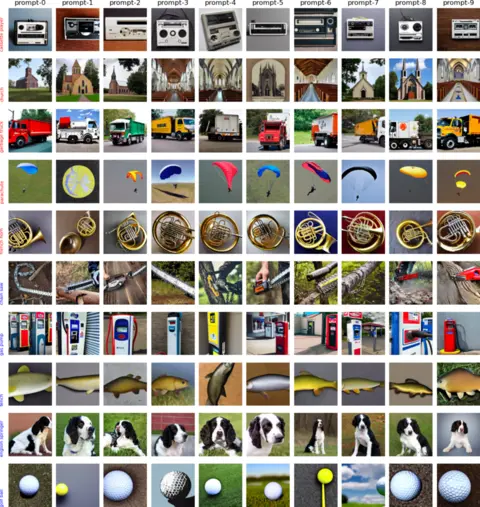 prompt-0 prompt-1 prompt-2 prompt-3 prompt-4 prompt-5 prompt-6 prompt-7 prompt-8 prompt-9
cassette player
church
garbage truck
parachute
french horn
chain saw
gas pump
tench
english springer
golf ball